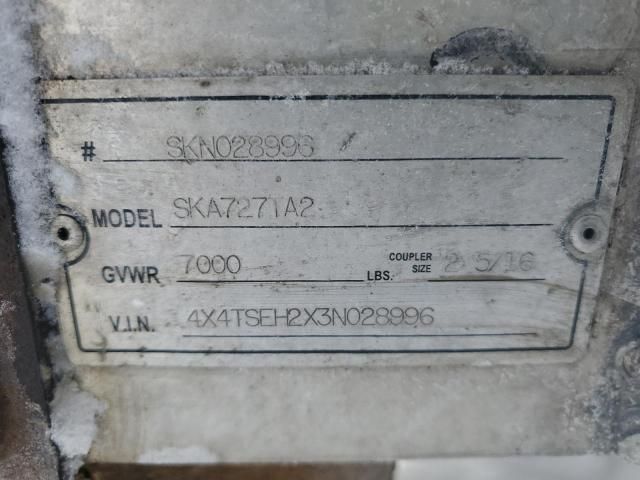 # SKN028996
MODEL SKA7271A2
GVWR 7000 LBS. COUPLER SIZE 2 5/16
V.I.N. 4X4TSEH2X3N028996